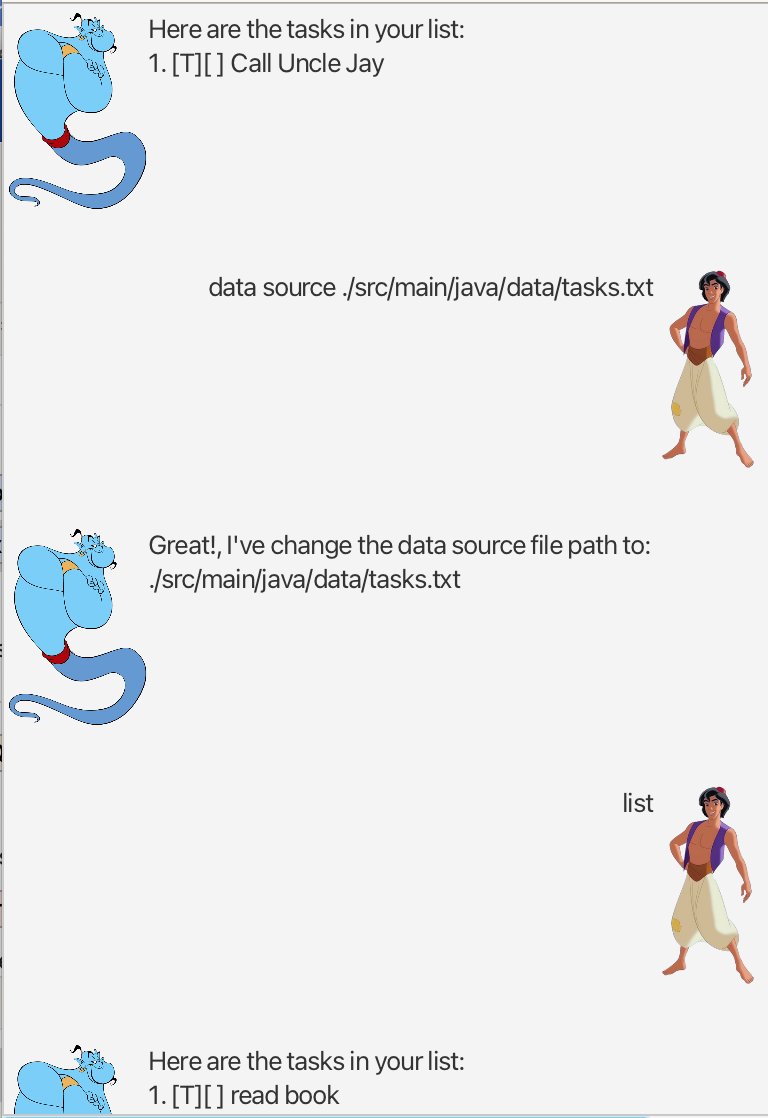 Here are the tasks in your list:
1. [T][ ] Call Uncle Jay
data source ./src/main/java/data/tasks.txt
Great!, I've change the data source file path to:
./src/main/java/data/tasks.txt
list
Here are the tasks in your list:
1. [T][ ] read book